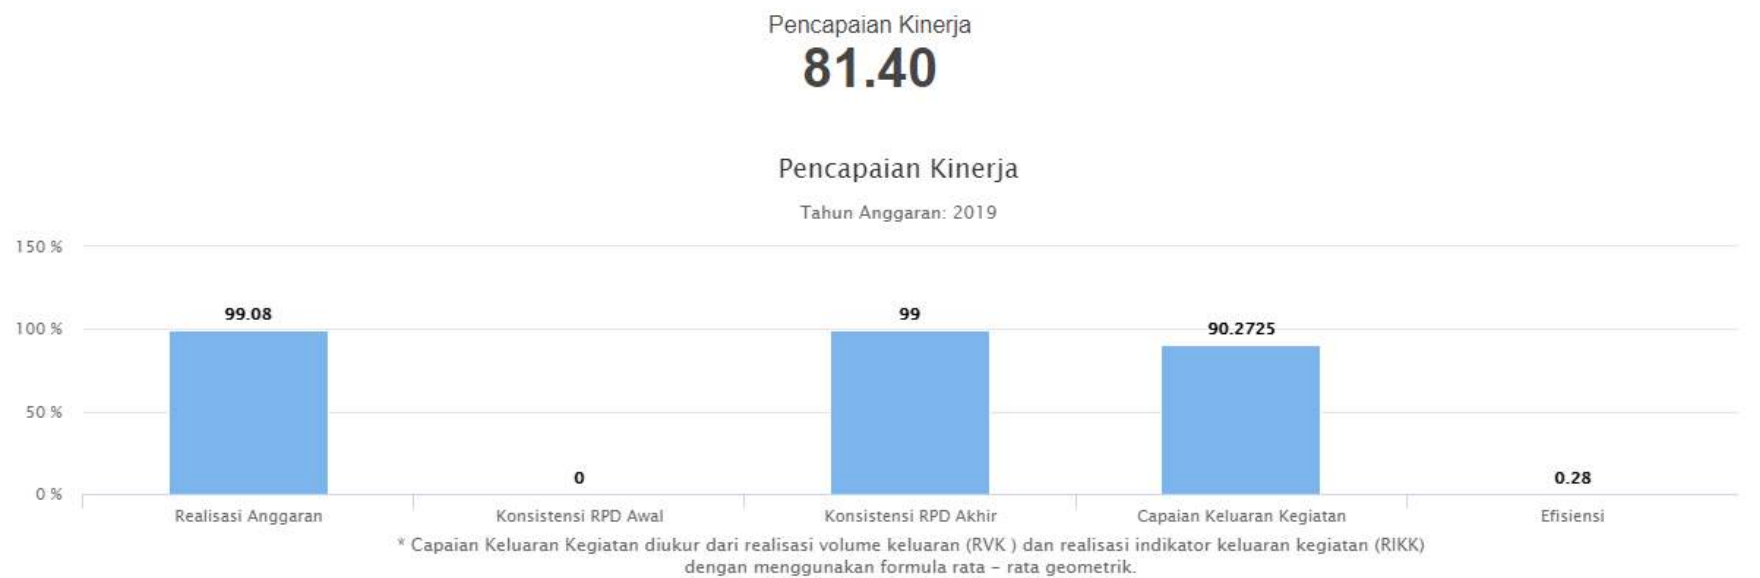 Pencapaian Kinerja
81.40
Pencapaian Kinerja
Tahun Anggaran: 2019
150 %
100 %
50 %
0 %
99.08
0
99
90.2725
0.28
Realisasi Anggaran
Konsistensi RPD Awal
Konsistensi RPD Akhir
Capaian Keluaran Kegiatan
Efisiensi
* Capaian Keluaran Kegiatan diukur dari realisasi volume keluaran (RVK ) dan realisasi indikator keluaran kegiatan (RIKK)
dengan menggunakan formula rata - rata geometrik.